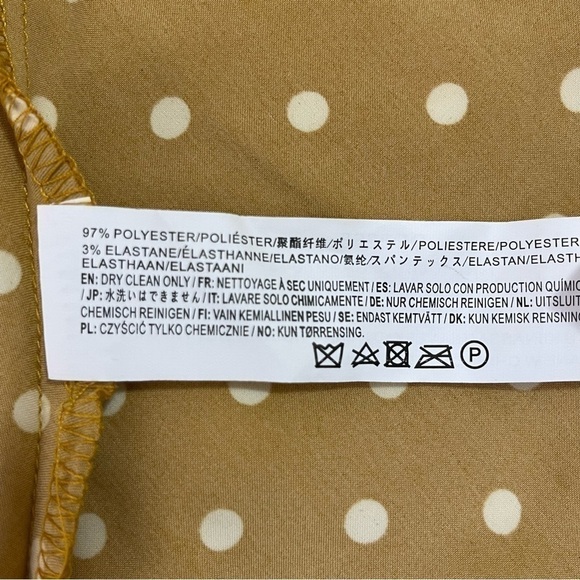 97% POLYESTER/POLIÉSTER/聚酯纤维/ポリエステル/POLIESTERE/POLYESTER
3% ELASTANE/ÉLASTHANNE/ELASTANO/氨纶/スパンテックス/ELASTAN/ELASTHAN
ELASTHAAN/ELASTAANI
EN: DRY CLEAN ONLY/ FR: NETTOYAGE À SEC UNIQUEMENT/ ES: LAVAR SOLO CON PRODUCTION QUÍMIC
/ JP: 水洗いはできません/ IT: LAVARE SOLO CHIMICAMENTE/ DE: NUR CHEMISCH REINIGEN/ NL: UITSLUIT
CHEMISCH REINIGEN/ FI: VAIN KEMIALLINEN PESU/ SE: ENDAST KEMTVÄTT/ DK: KUN KEMISK RENSNING
PL: CZYŚCIĆ TYLKO CHEMICZNIE/ NO: KUN TØRRENSING.
P